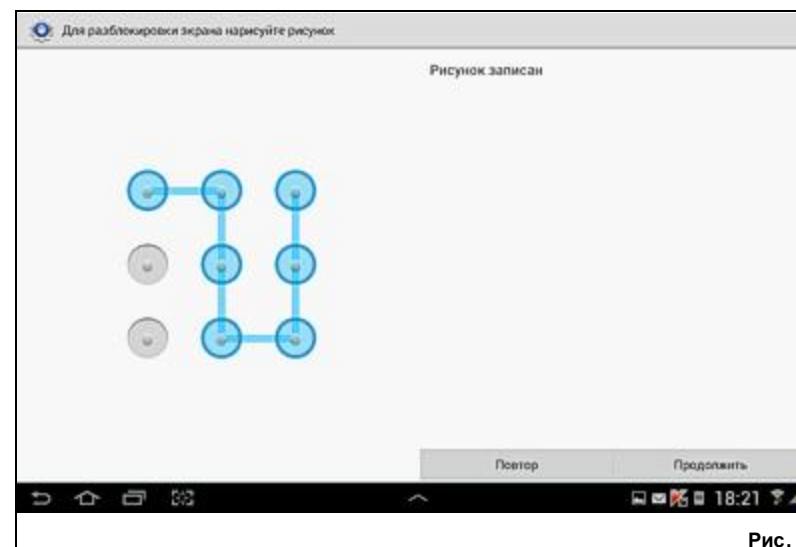 Для разблокировки экрана нарисуйте рисунок
Рисунок записан
Повтор
Продолжить
18:21
Рис.